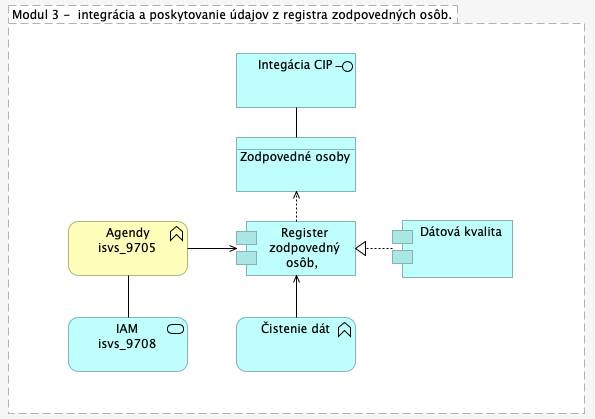 Modul 3 -  integrácia a poskytovanie údajov z registra zodpovedných osôb.
Integácia CIP
Zodpovedné osoby
Agendy
isvs_9705
Register
zodpovedný
osôb,
Dátová kvalita
IAM
isvs_9708
Čistenie dát